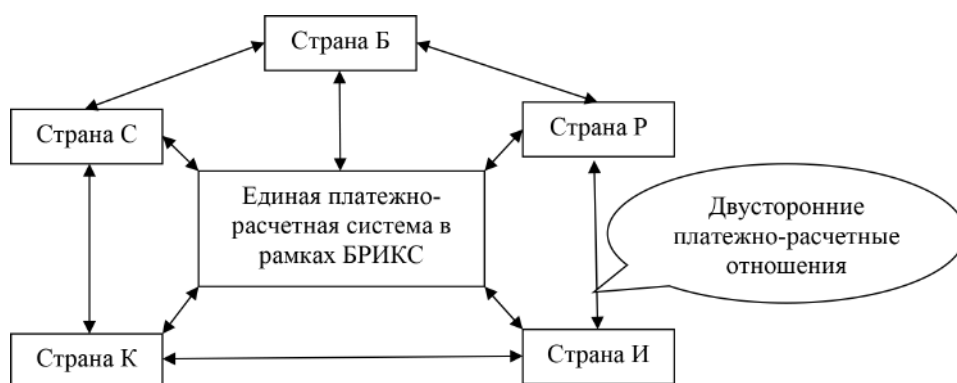 Страна Б
Страна С
Страна Р
Единая платежно-
расчетная система в
рамках БРИКС
Двусторонние
платежно-расчетные
отношения
Страна К
Страна И